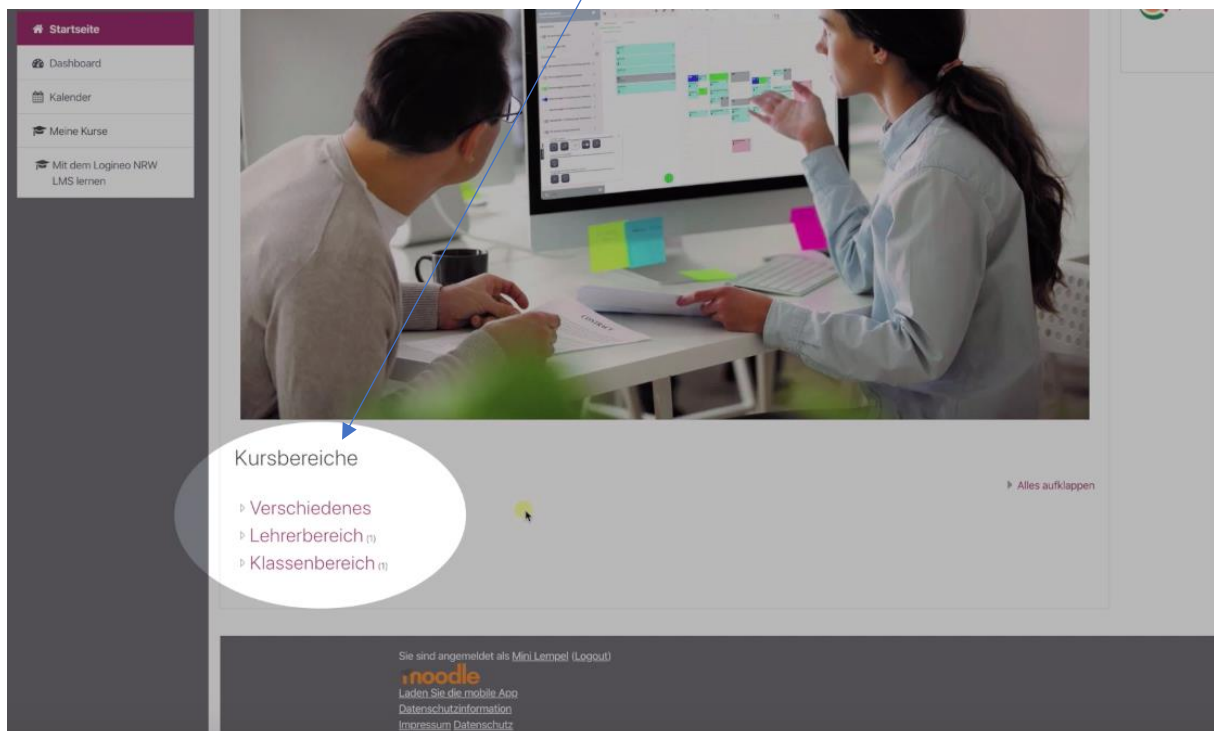 Startseite
Dashboard
Kalender
Meine Kurse
Mit dem Logineo NRW
LMS lernen
CONTRACT
Kursbereiche
Verschiedenes
Lehrerbereich (1)
Klassenbereich (1)
Alles aufklappen
Sie sind angemeldet als Mini Lempel (Logout)
moodle
Laden Sie die mobile App
Datenschutzinformation
Impressum Datenschutz